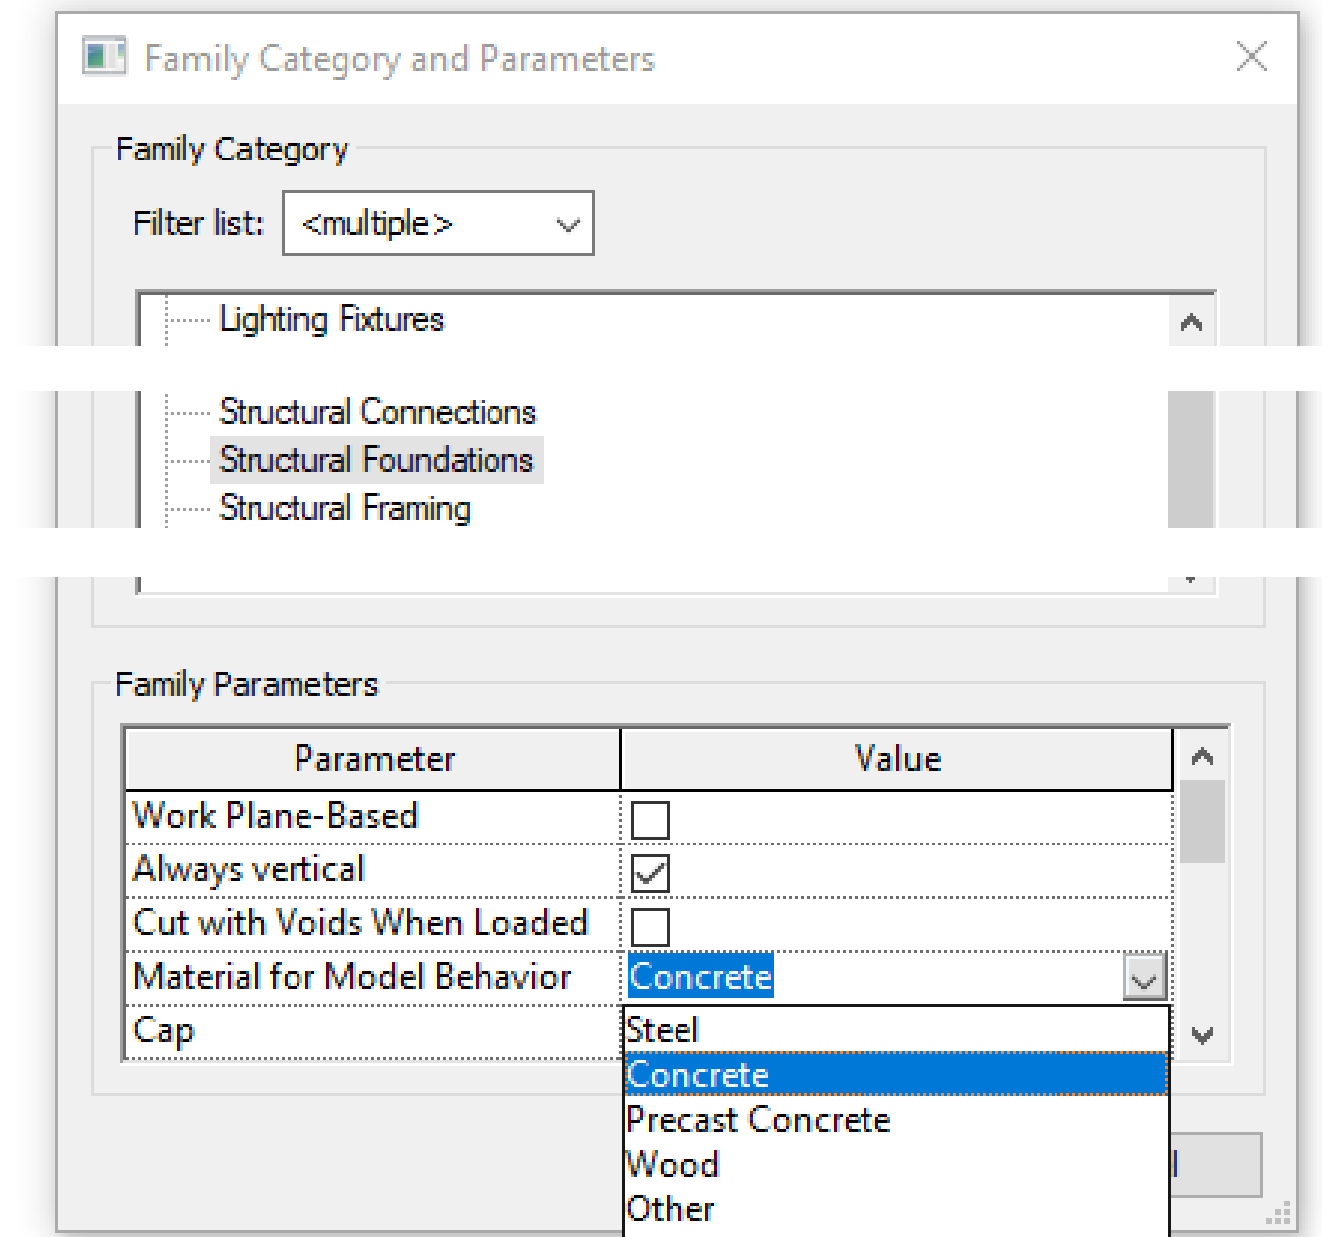 Family Category and Parameters
Family Category
Filter list: <multiple>
Lighting Fixtures
Structural Connections
Structural Foundations
Structural Framing
Family Parameters
Parameter Value
Work Plane-Based
Always vertical
Cut with Voids When Loaded
Material for Model Behavior Concrete
Cap
Steel
Concrete
Precast Concrete
Wood
Other